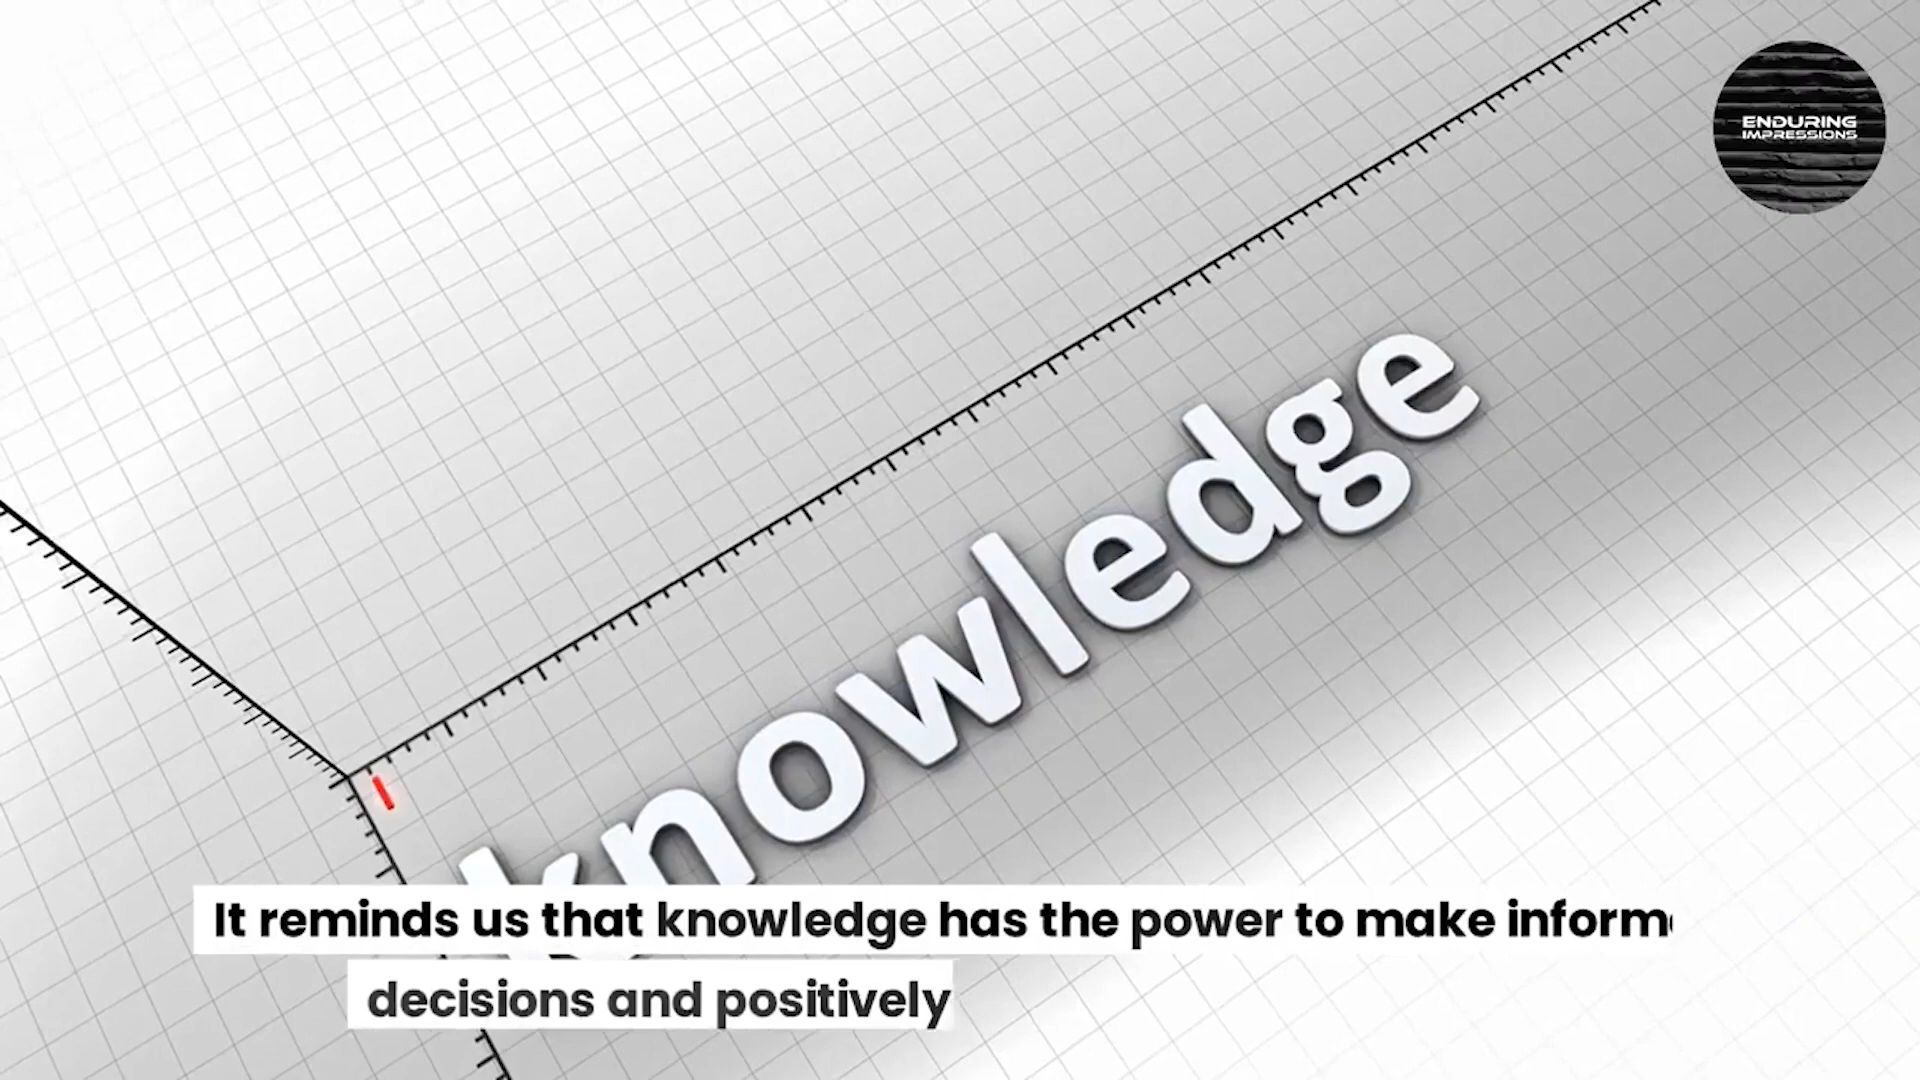 ENDURING
IMPRESSIONS
knowledge
It reminds us that knowledge has the power to make inform
decisions and positively